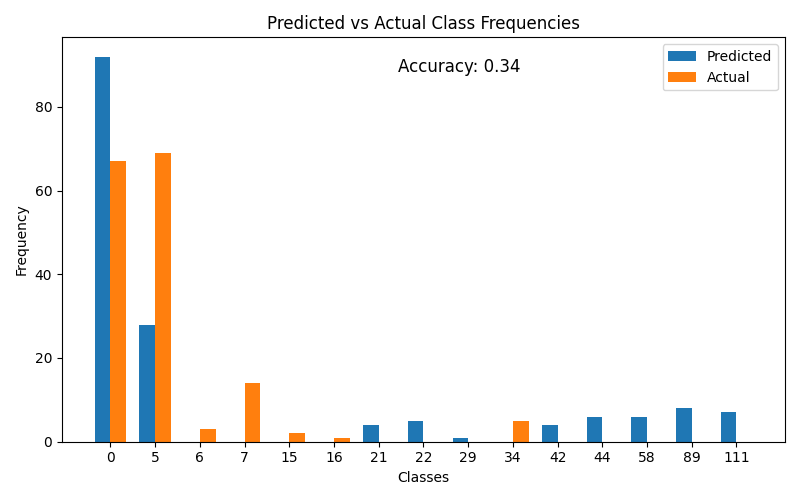 Predicted vs Actual Class Frequencies
Accuracy: 0.34
Predicted
Actual
80
60
40
20
0
Frequency
0 5 6 7 15 16 21 22 29 34 42 44 58 89 111
Classes